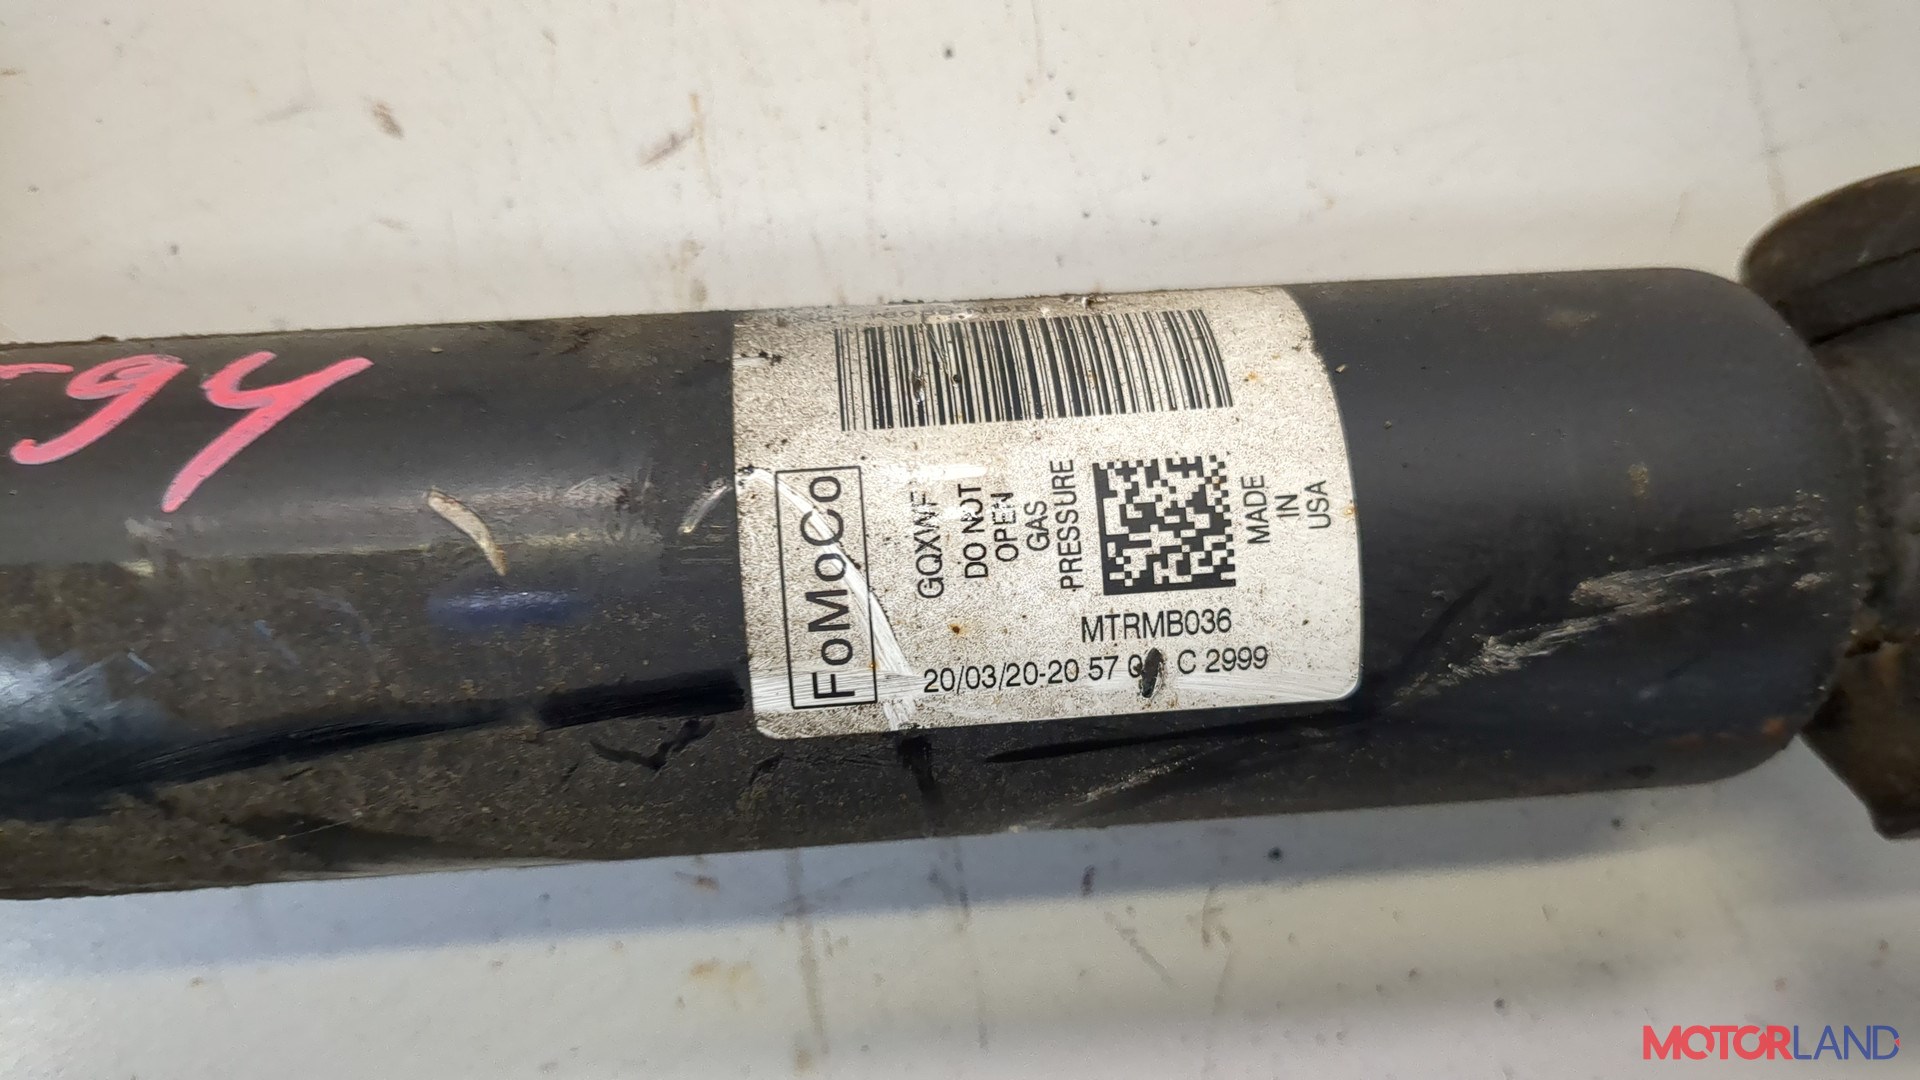 -94
FoMoCo
GQXWF
DO NOT
OPEN
GAS
PRESSURE
MADE
IN
USA
MTRMB036
20/03/20-20 57 C 2999
MOTORLAND